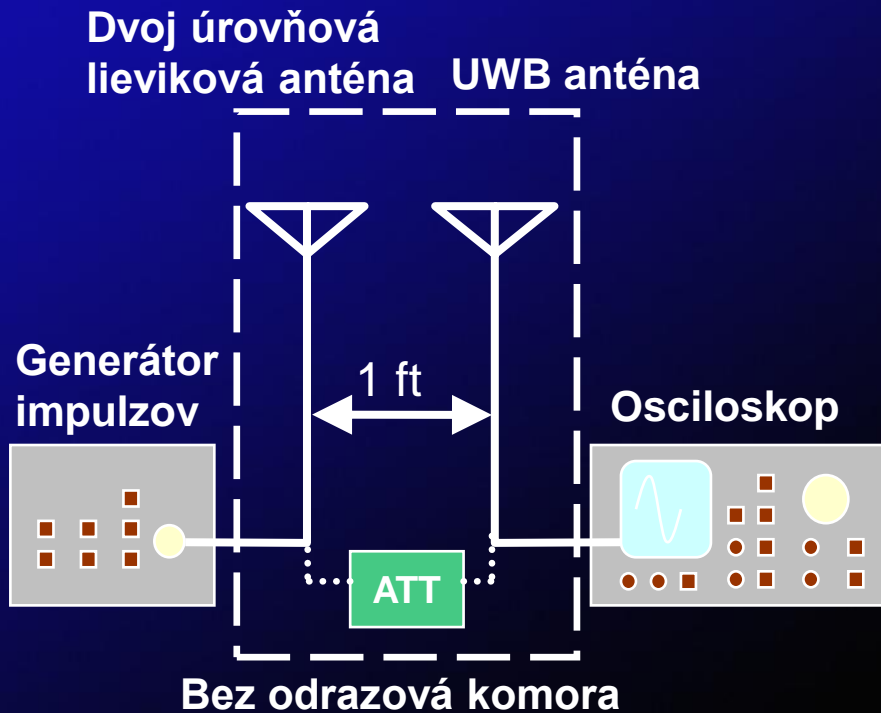 Dvoj úrovňová
lieviková anténa
UWB anténa
Generátor
impulzov
1 ft
Osciloskop
ATT
Bez odrazová komora